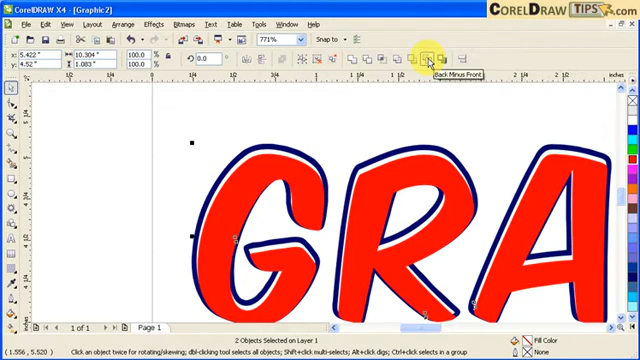 CorelDRAW X4 - [Graphic2]
CORELDRAW TIPS.com
File Edit View Layout Arrange Effects Bitmaps Text Table Tools Window Help
771% Snap to
x: 5.422 " 10.304 " 100.0 % 0.0 °
y: 4.52 " 1.083 " 100.0 %
Back Minus Front
GRA
1 of 1 Page 1
2 Objects Selected on Layer 1 Fill Color
(1.556, 5.520) Click an object twice for rotating/skewing; dbl-clicking tool selects all objects; Shift+click multi-selects; Alt+click digs; Ctrl+click selects in a group None